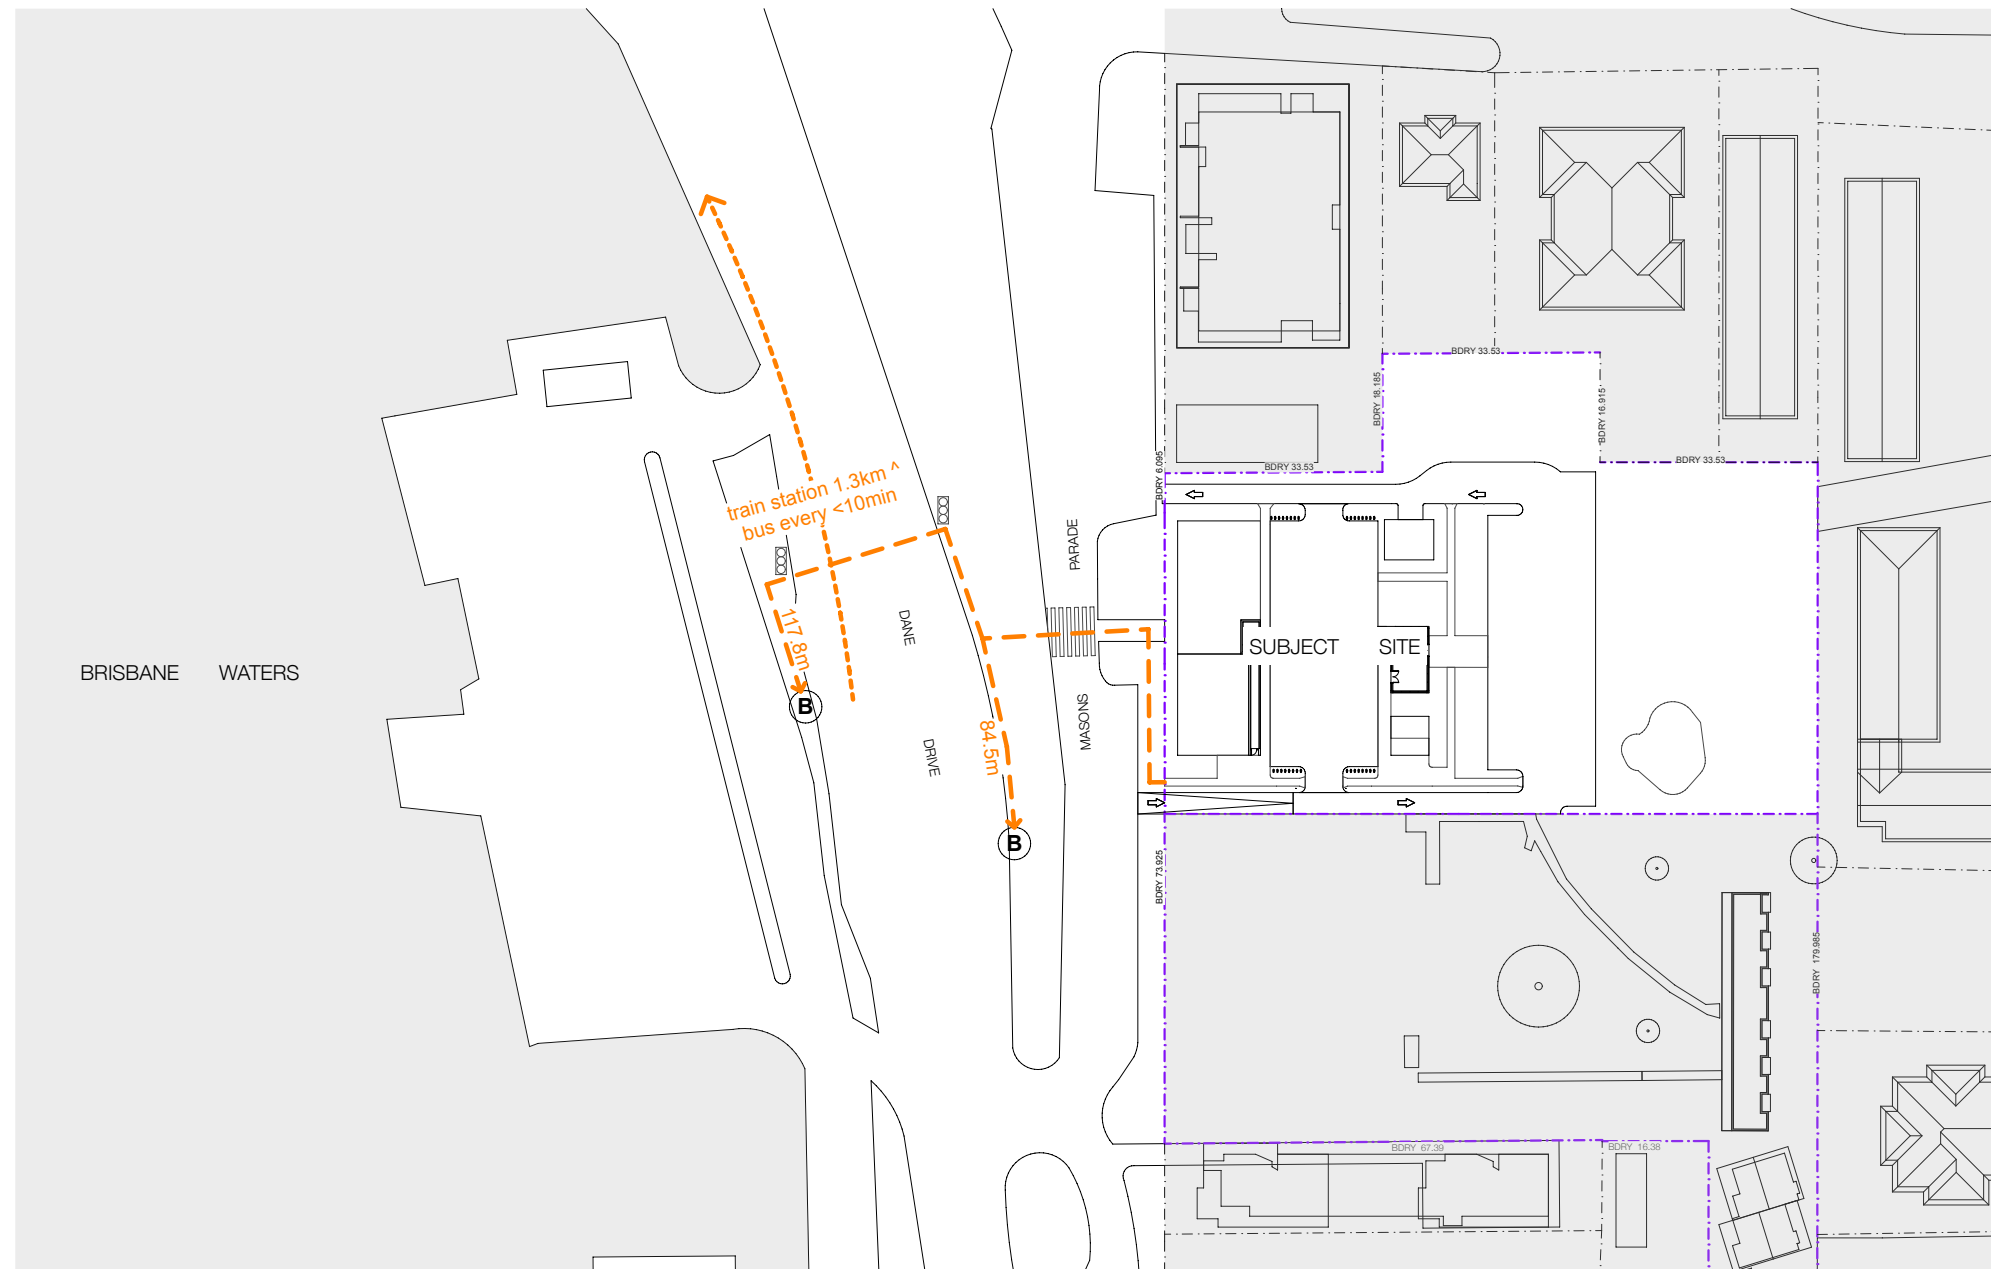 BDRY 33.53
BDRY 18.185
BDRY 16.915
BDRY 33.53
BDRY 6.095
BDRY 33.53
train station 1.3km ^
bus every <10min
PARADE
DANE
117.8m
SUBJECT SITE
BRISBANE WATERS
B
MASONS
84.5m
DRIVE
B
BDRY 73.925
BDRY 179.985
BDRY 67.39
BDRY 16.38